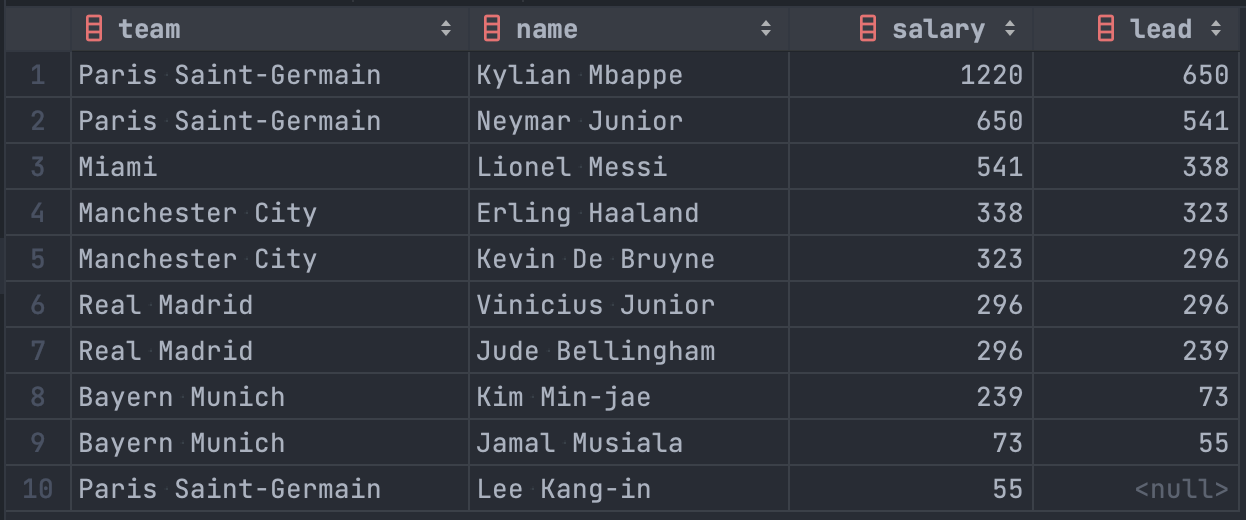 team name salary lead
1 Paris Saint-Germain Kylian Mbappe 1220 650
2 Paris Saint-Germain Neymar Junior 650 541
3 Miami Lionel Messi 541 338
4 Manchester City Erling Haaland 338 323
5 Manchester City Kevin De Bruyne 323 296
6 Real Madrid Vinicius Junior 296 296
7 Real Madrid Jude Bellingham 296 239
8 Bayern Munich Kim Min-jae 239 73
9 Bayern Munich Jamal Musiala 73 55
10 Paris Saint-Germain Lee Kang-in 55 <null>